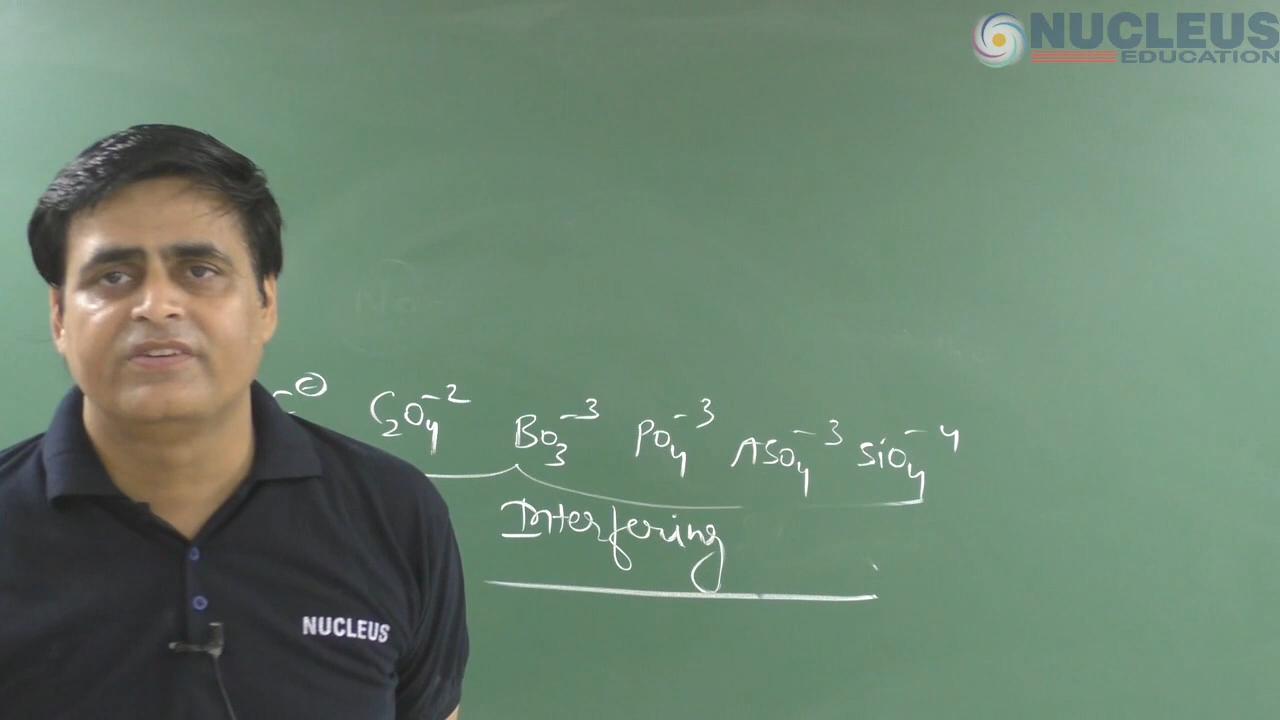 NUCLEUS
EDUCATION
C₂O₄⁻² BO₃⁻³ PO₄⁻³ ASO₄⁻³ SiO₄⁻⁴
Interfering
NUCLEUS